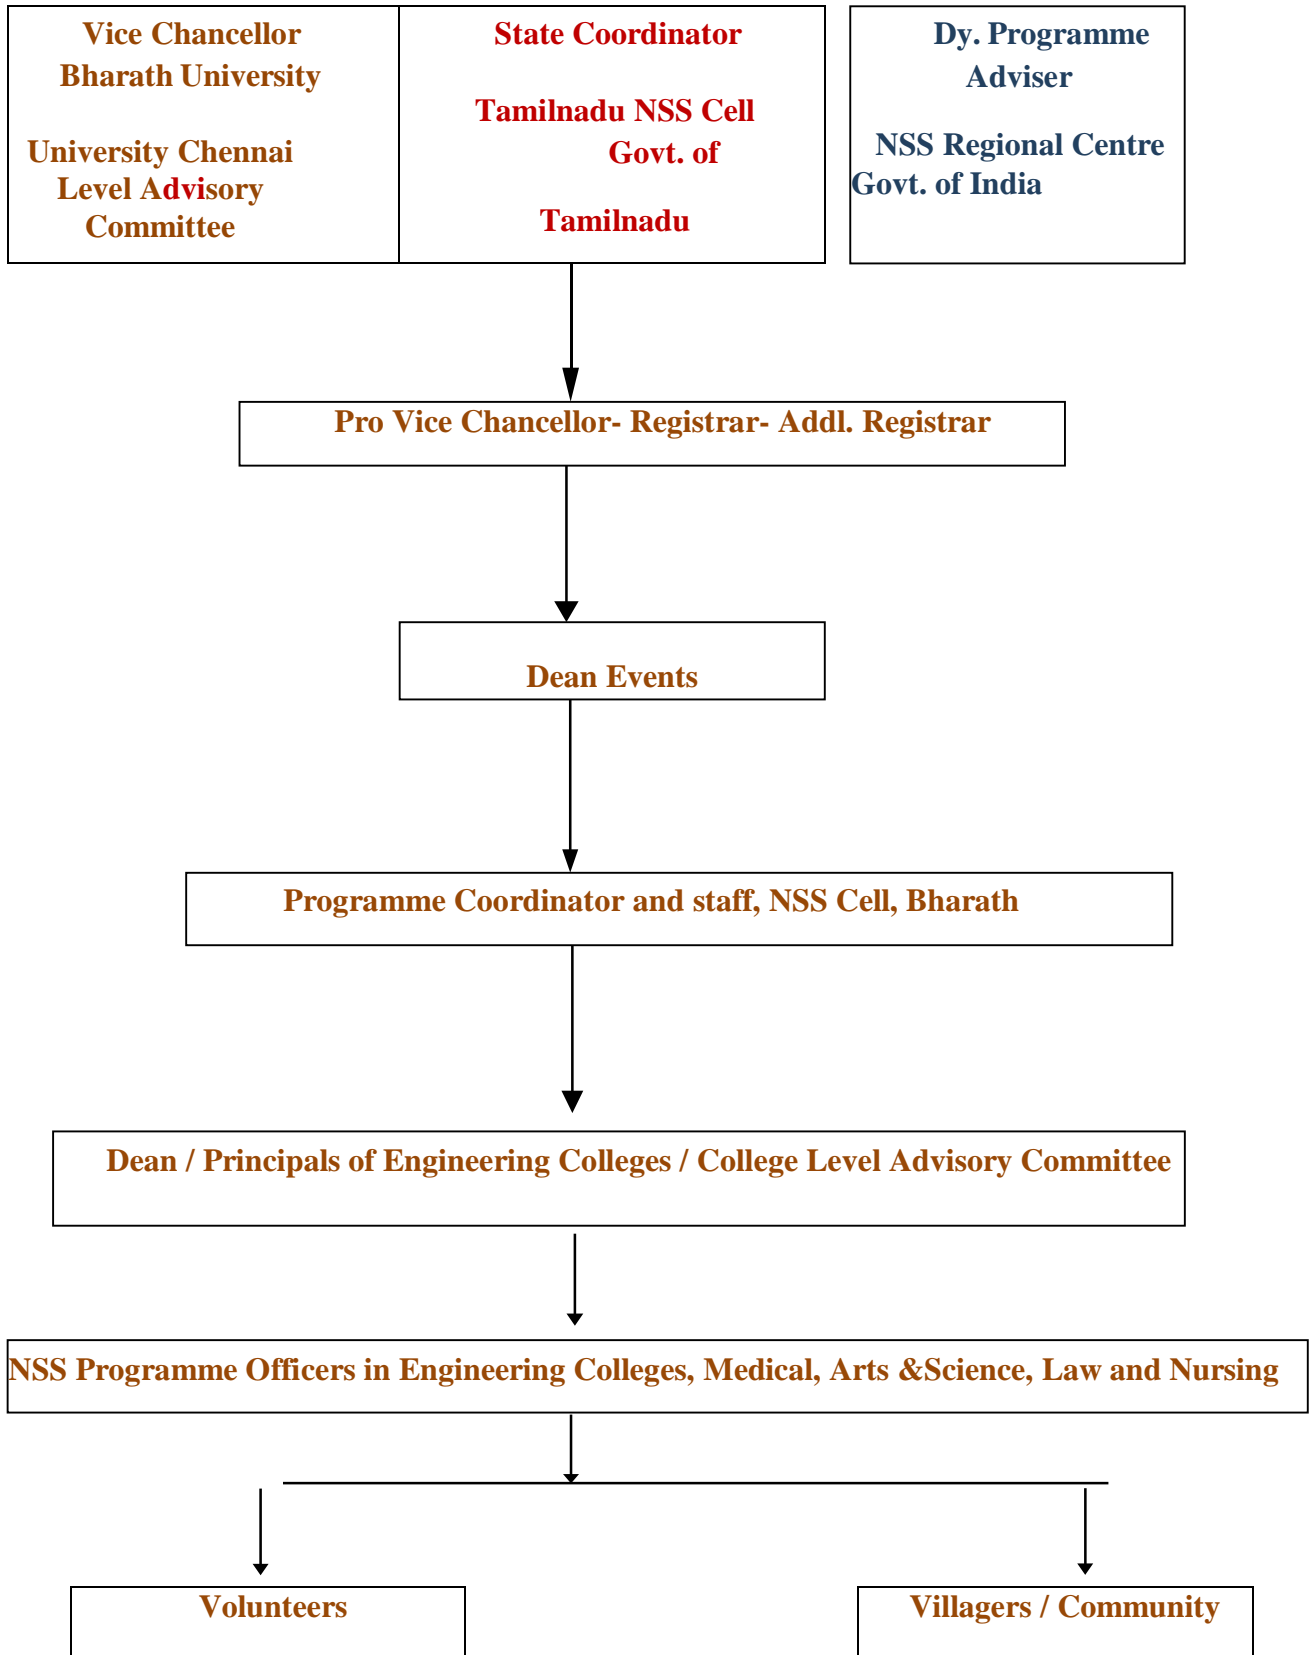 Vice Chancellor
Bharath University
University Chennai
Level Advisory
Committee
State Coordinator
Tamilnadu NSS Cell
Govt. of
Tamilnadu
Dy. Programme
Adviser
NSS Regional Centre
Govt. of India
Pro Vice Chancellor- Registrar- Addl. Registrar
Dean Events
Programme Coordinator and staff, NSS Cell, Bharath
Dean / Principals of Engineering Colleges / College Level Advisory Committee
NSS Programme Officers in Engineering Colleges, Medical, Arts &Science, Law and Nursing
Volunteers
Villagers / Community